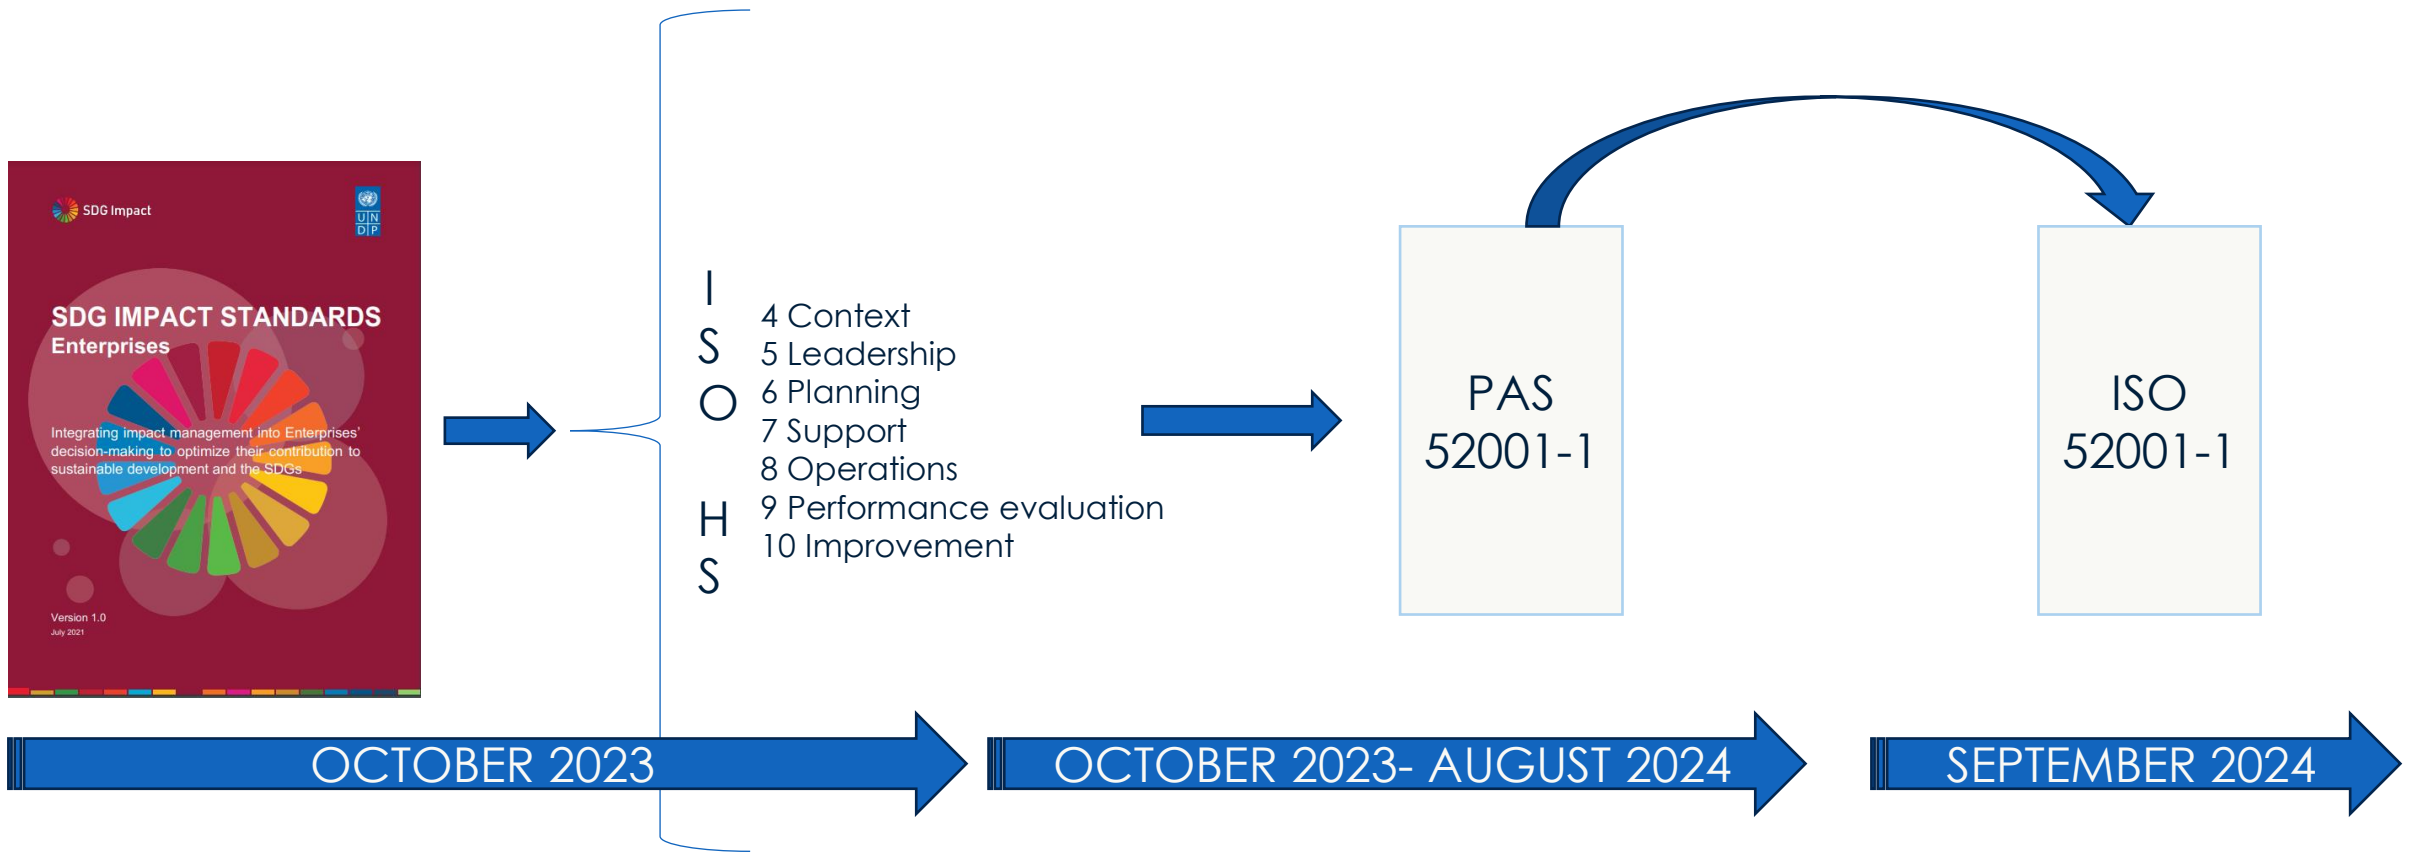 SDG Impact
U N
D P
SDG IMPACT STANDARDS
Enterprises
Integrating impact management into Enterprises'
decision-making to optimize their contribution to
sustainable development and the SDGs
Version 1.0
July 2021
I
S
O
H
S
4 Context
5 Leadership
6 Planning
7 Support
8 Operations
9 Performance evaluation
10 Improvement
PAS
52001-1
ISO
52001-1
OCTOBER 2023
OCTOBER 2023- AUGUST 2024
SEPTEMBER 2024